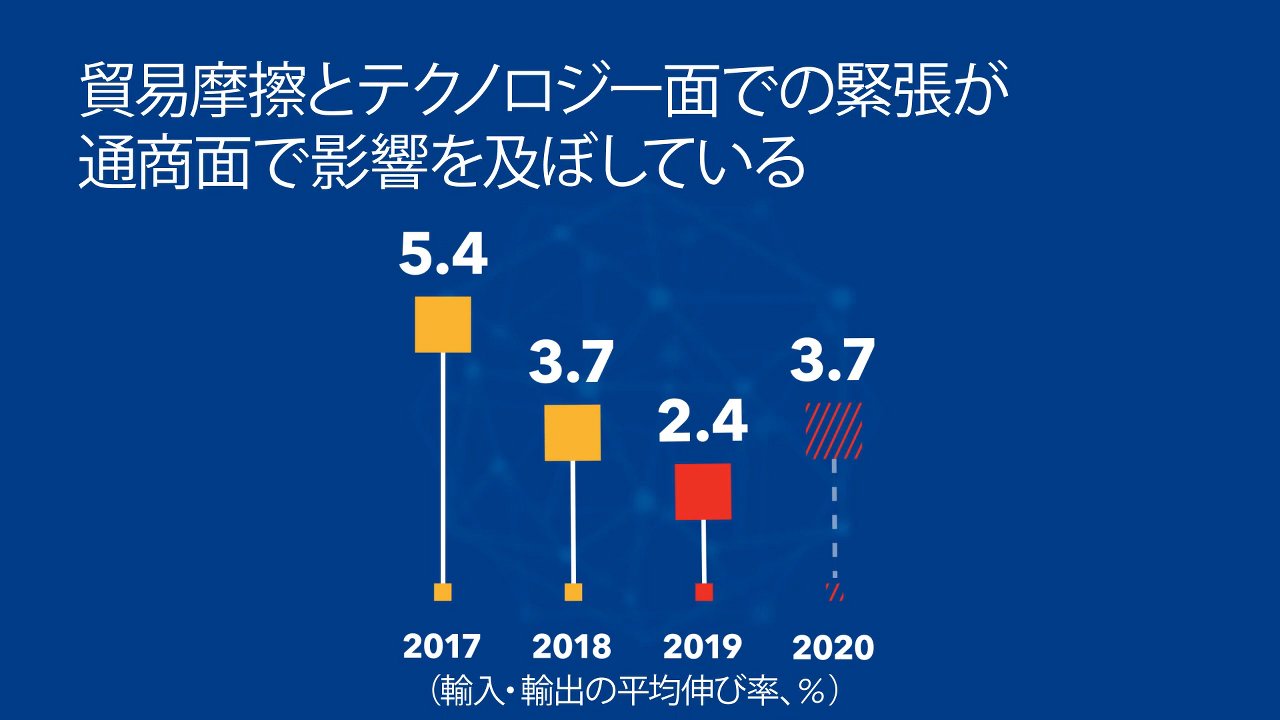 貿易摩擦とテクノロジー面での緊張が
通商面で影響を及ぼしている
5.4
3.7
2.4
3.7
2017 2018 2019 2020
（輸入・輸出の平均伸び率、％）